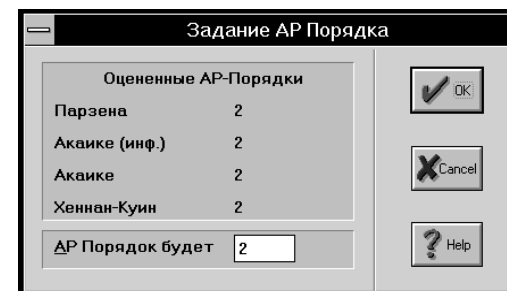 Задание АР Порядка
Оцененные АР-Порядки
Парзена 2
Акаике (инф.) 2
Акаике 2
Хеннан-Куин 2
АР Порядок будет 2
OK
Cancel
Help